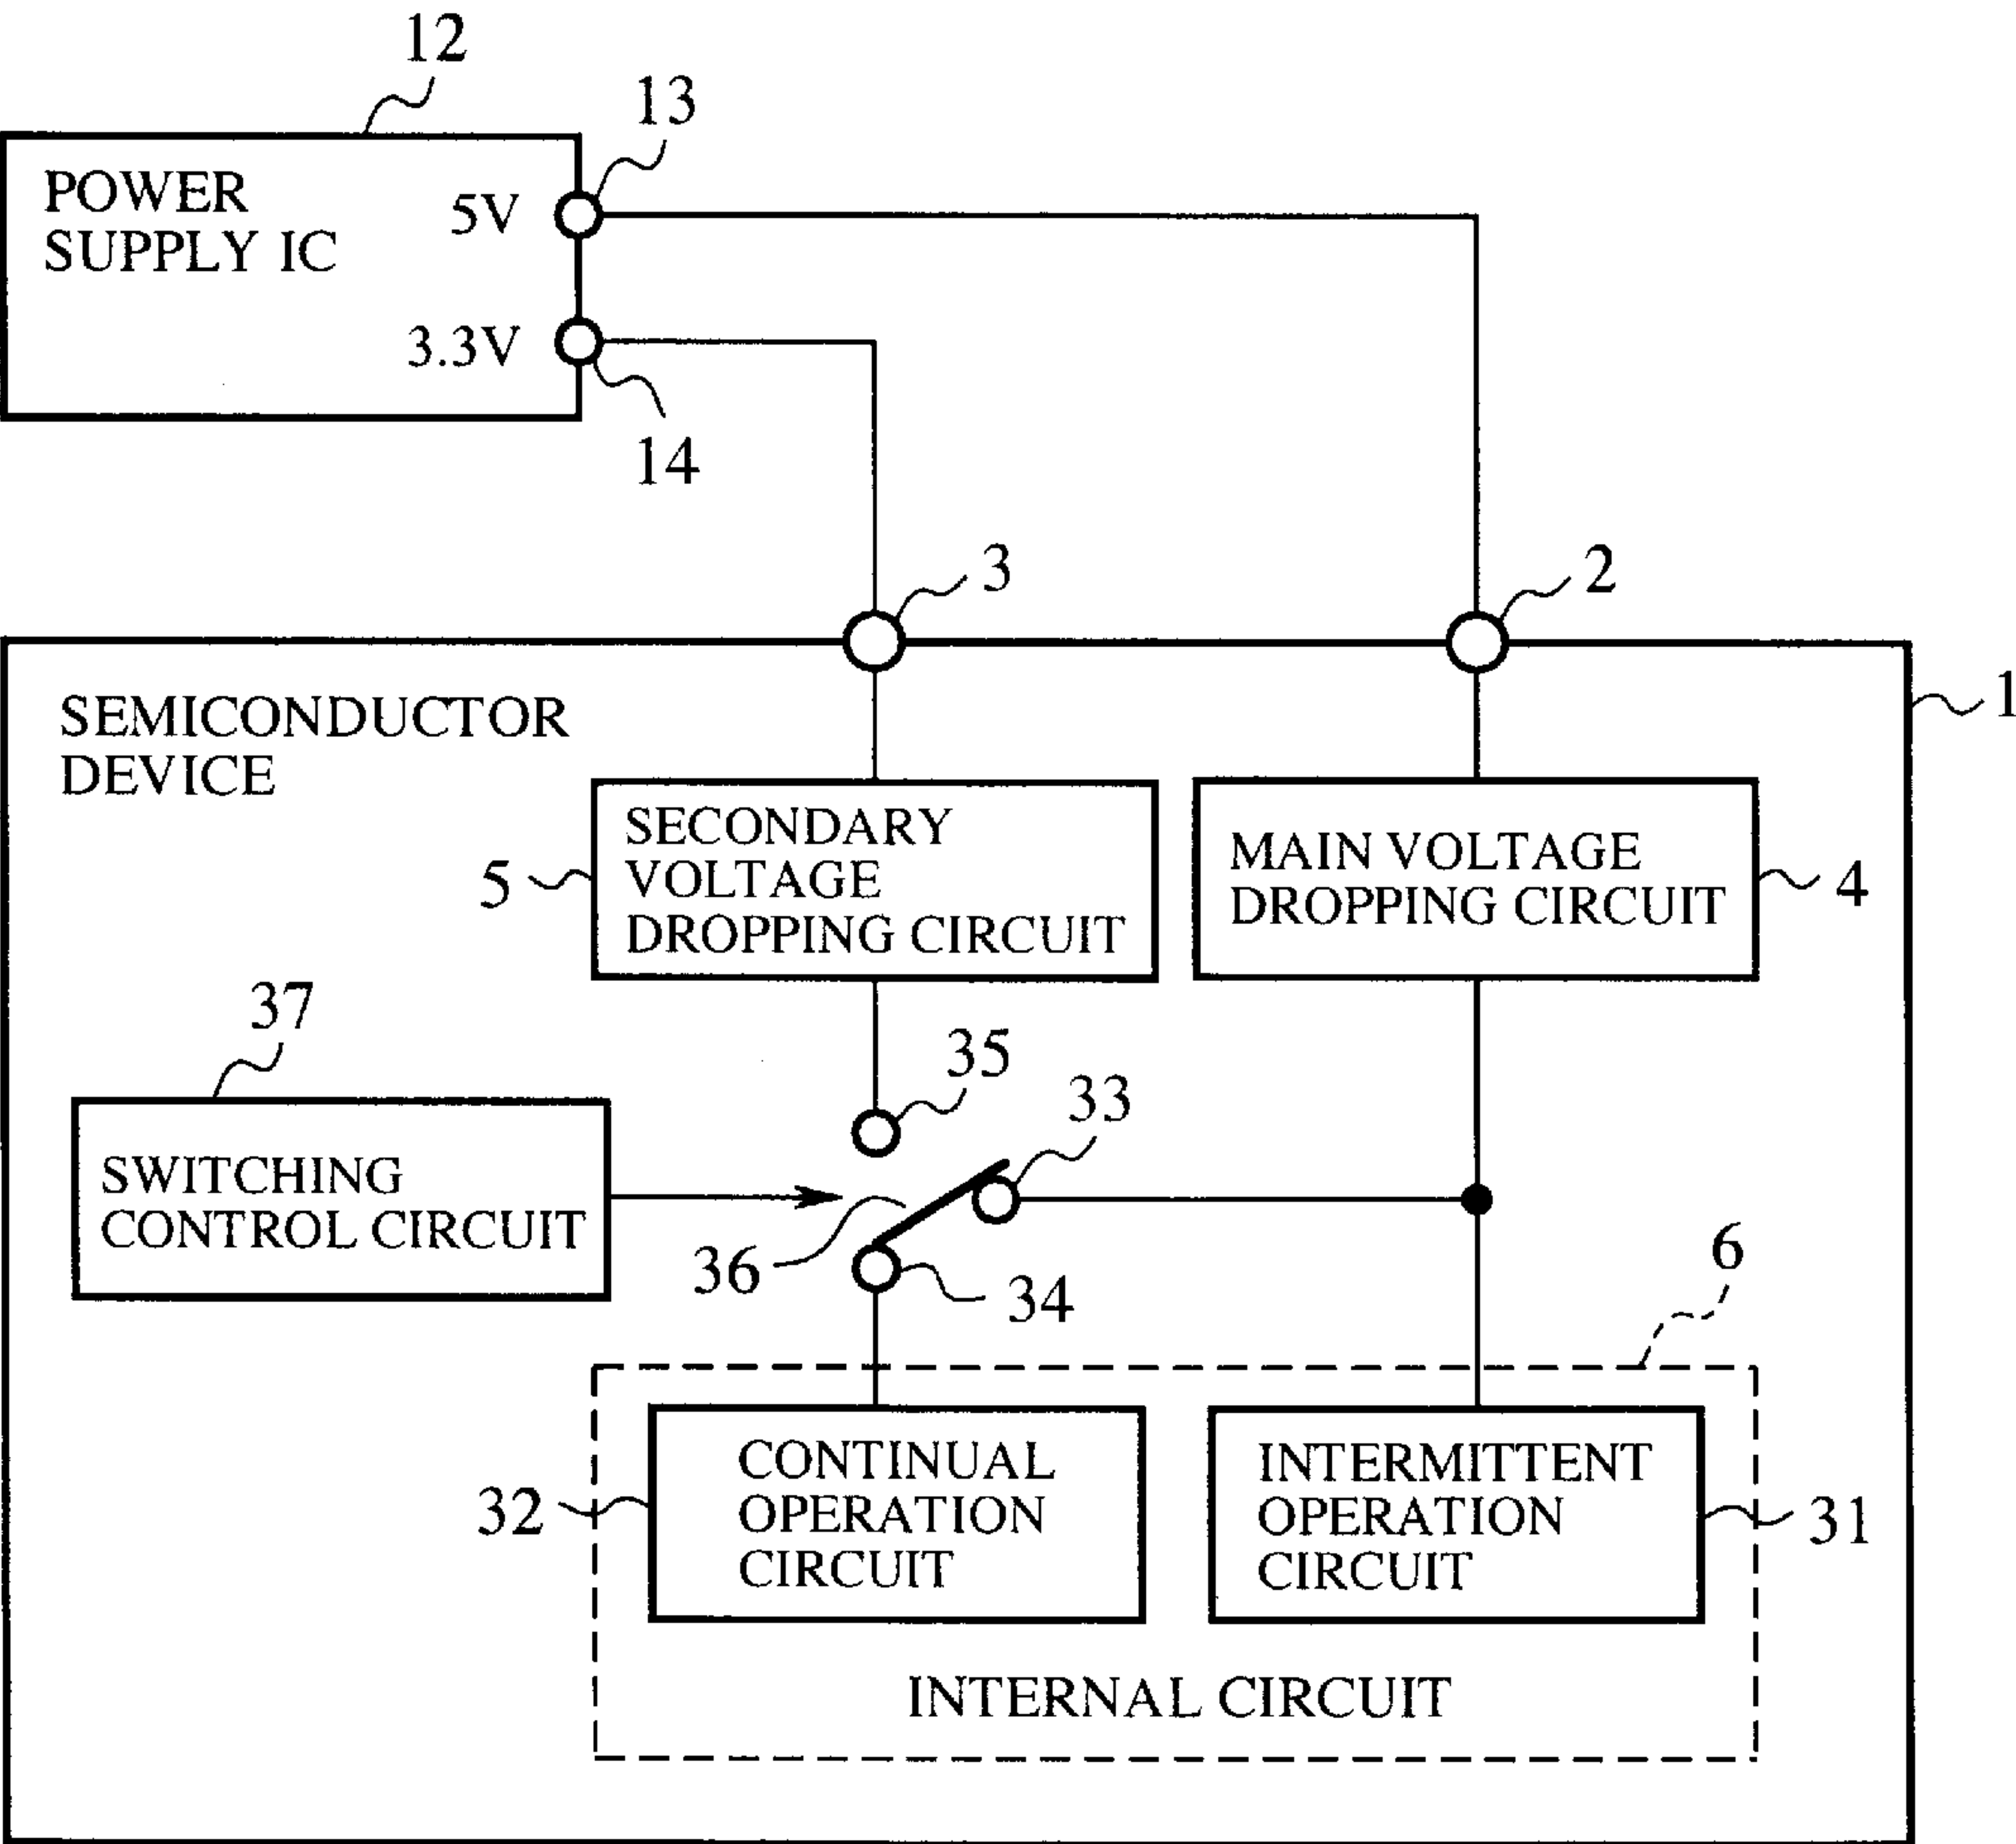 12
13
POWER
SUPPLY IC
5V
3.3V
14
3
2
1
SEMICONDUCTOR
DEVICE
SECONDARY
VOLTAGE
DROPPING CIRCUIT
5
MAIN VOLTAGE
DROPPING CIRCUIT
4
37
35
33
SWITCHING
CONTROL CIRCUIT
36
34
6
CONTINUAL
OPERATION
CIRCUIT
32
INTERMITTENT
OPERATION
CIRCUIT
31
INTERNAL CIRCUIT